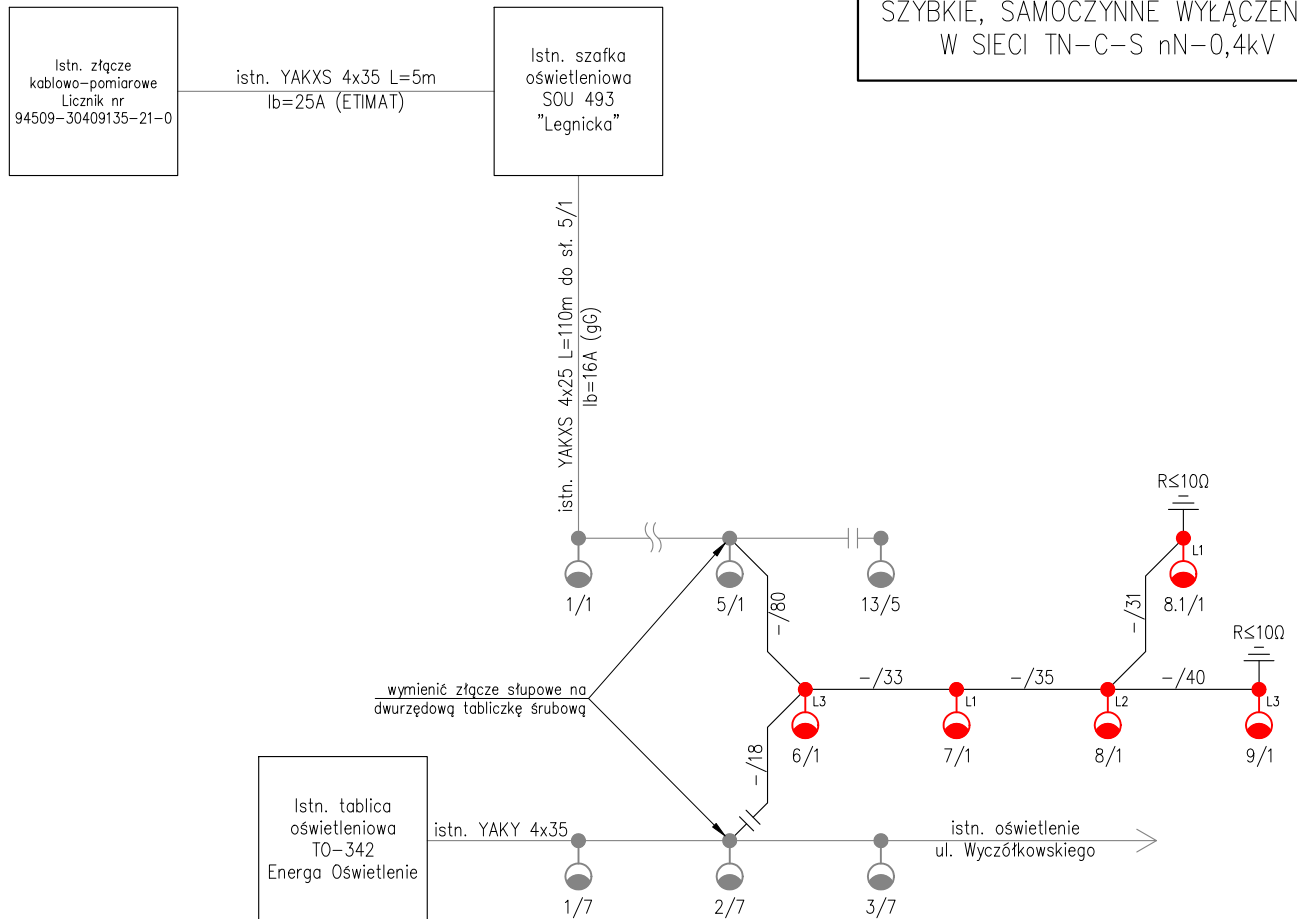 SZYBKIE, SAMOCZYNNE WYŁĄCZEN
W SIECI TN-C-S nN-0,4kV
Istn. złącze
kablowo-pomiarowe
Licznik nr
94509-30409135-21-0
istn. YAKXS 4x35 L=5m
Ib=25A (ETIMAT)
Istn. szafka
oświetleniowa
SOU 493
"Legnicka"
istn. YAKXS 4x25 L=110m do sł. 5/1
Ib=16A (gG)
1/1
5/1
13/5
-/80
R≤10Ω
L1
8.1/1
-/31
R≤10Ω
wymienić złącze słupowe na
dwurzędową tabliczkę śrubową
L3
6/1
-/33
L1
7/1
-/35
L2
8/1
-/40
L3
9/1
-/18
Istn. tablica
oświetleniowa
TO-342
Energa Oświetlenie
istn. YAKY 4x35
1/7
2/7
3/7
istn. oświetlenie
ul. Wyczółkowskiego